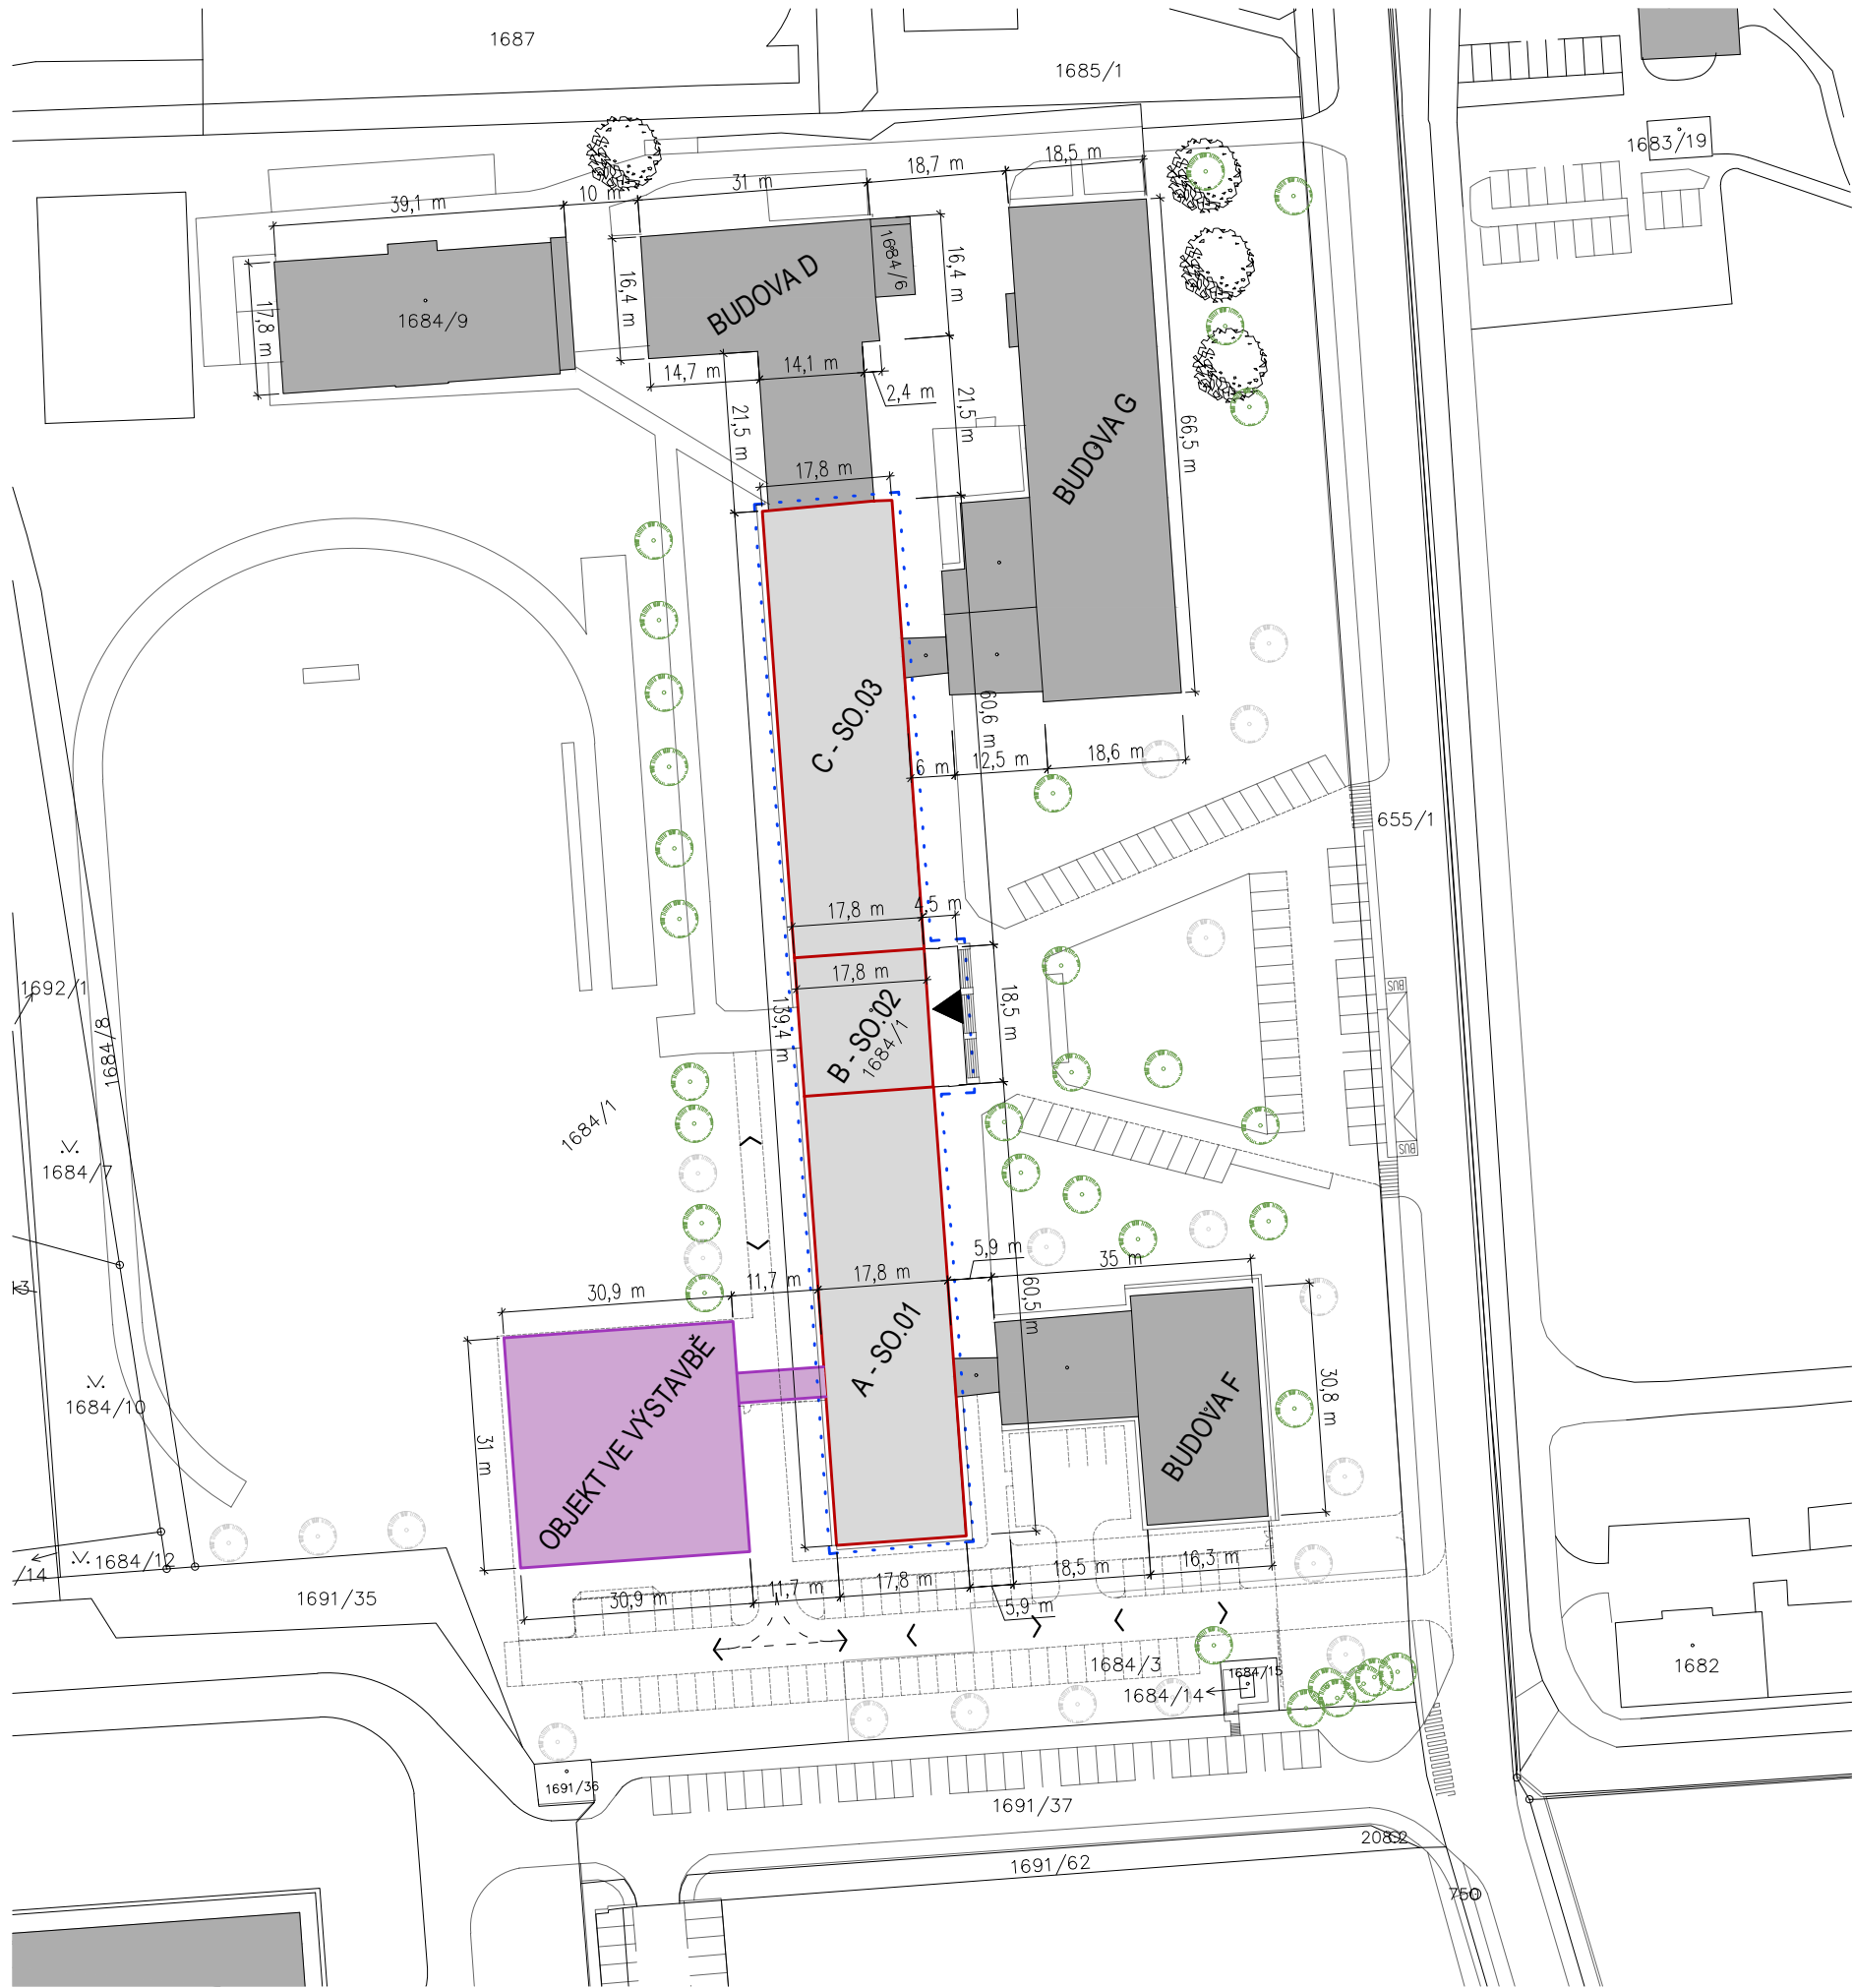 1687
1685/1
1683/19
18,7 m
18,5 m
39,1 m
10 m
31 m
1684/6
16,4 m
16,4 m
BUDOVA D
17,8 m
1684/9
14,7 m
14,1 m
2,4 m
21,5 m
21,5 m
BUDOVA G
66,5 m
17,8 m
C - SO.03
60,6 m
6 m
12,5 m
18,6 m
655/1
17,8 m
4,5 m
17,8 m
1692/1
BUS
139,4 m
B - SO.02
1684/1
18,5 m
1684/8
1684/1
BUS
1684/7
5,9 m
35 m
30,9 m
11,7 m
17,8 m
60,5 m
A - SO.01
OBJEKT VE VÝSTAVBĚ
31 m
BUDOVA F
30,8 m
1684/10
1684/12
/14
1691/35
30,9 m
11,7 m
17,8 m
5,9 m
18,5 m
16,3 m
1684/3
1684/15
1684/14
1682
1691/36
1691/37
1691/62